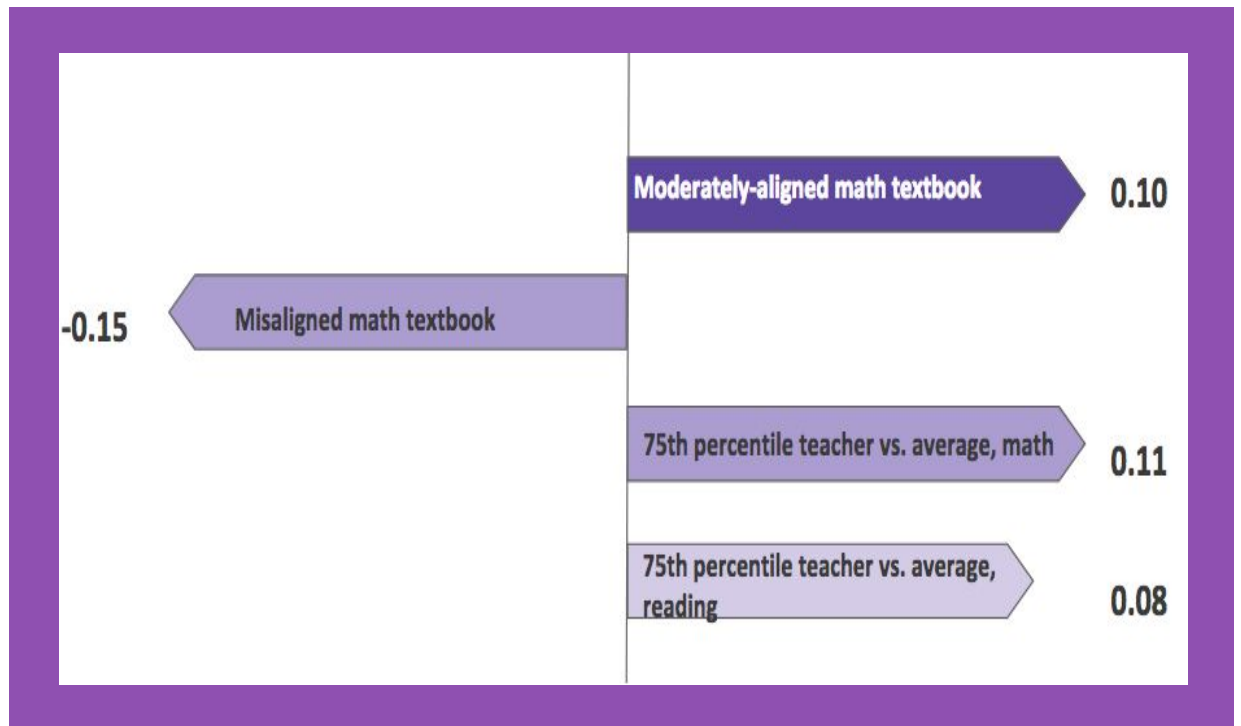 Moderately-aligned math textbook
0.10
Misaligned math textbook
-0.15
75th percentile teacher vs. average, math
0.11
75th percentile teacher vs. average,
reading
0.08